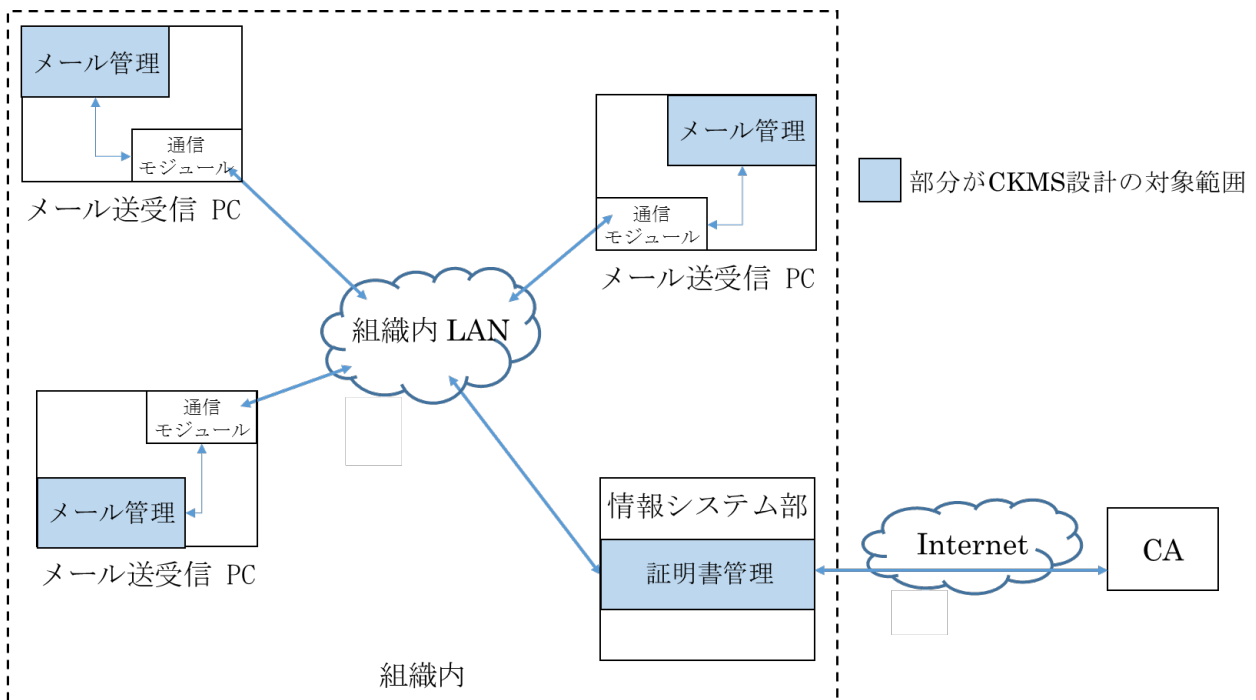 メール管理
通信
モジュール
メール送受信 PC
メール管理
通信
モジュール
メール送受信 PC
部分がCKMS設計の対象範囲
組織内 LAN
通信
モジュール
メール管理
メール送受信 PC
情報システム部
証明書管理
Internet
CA
組織内